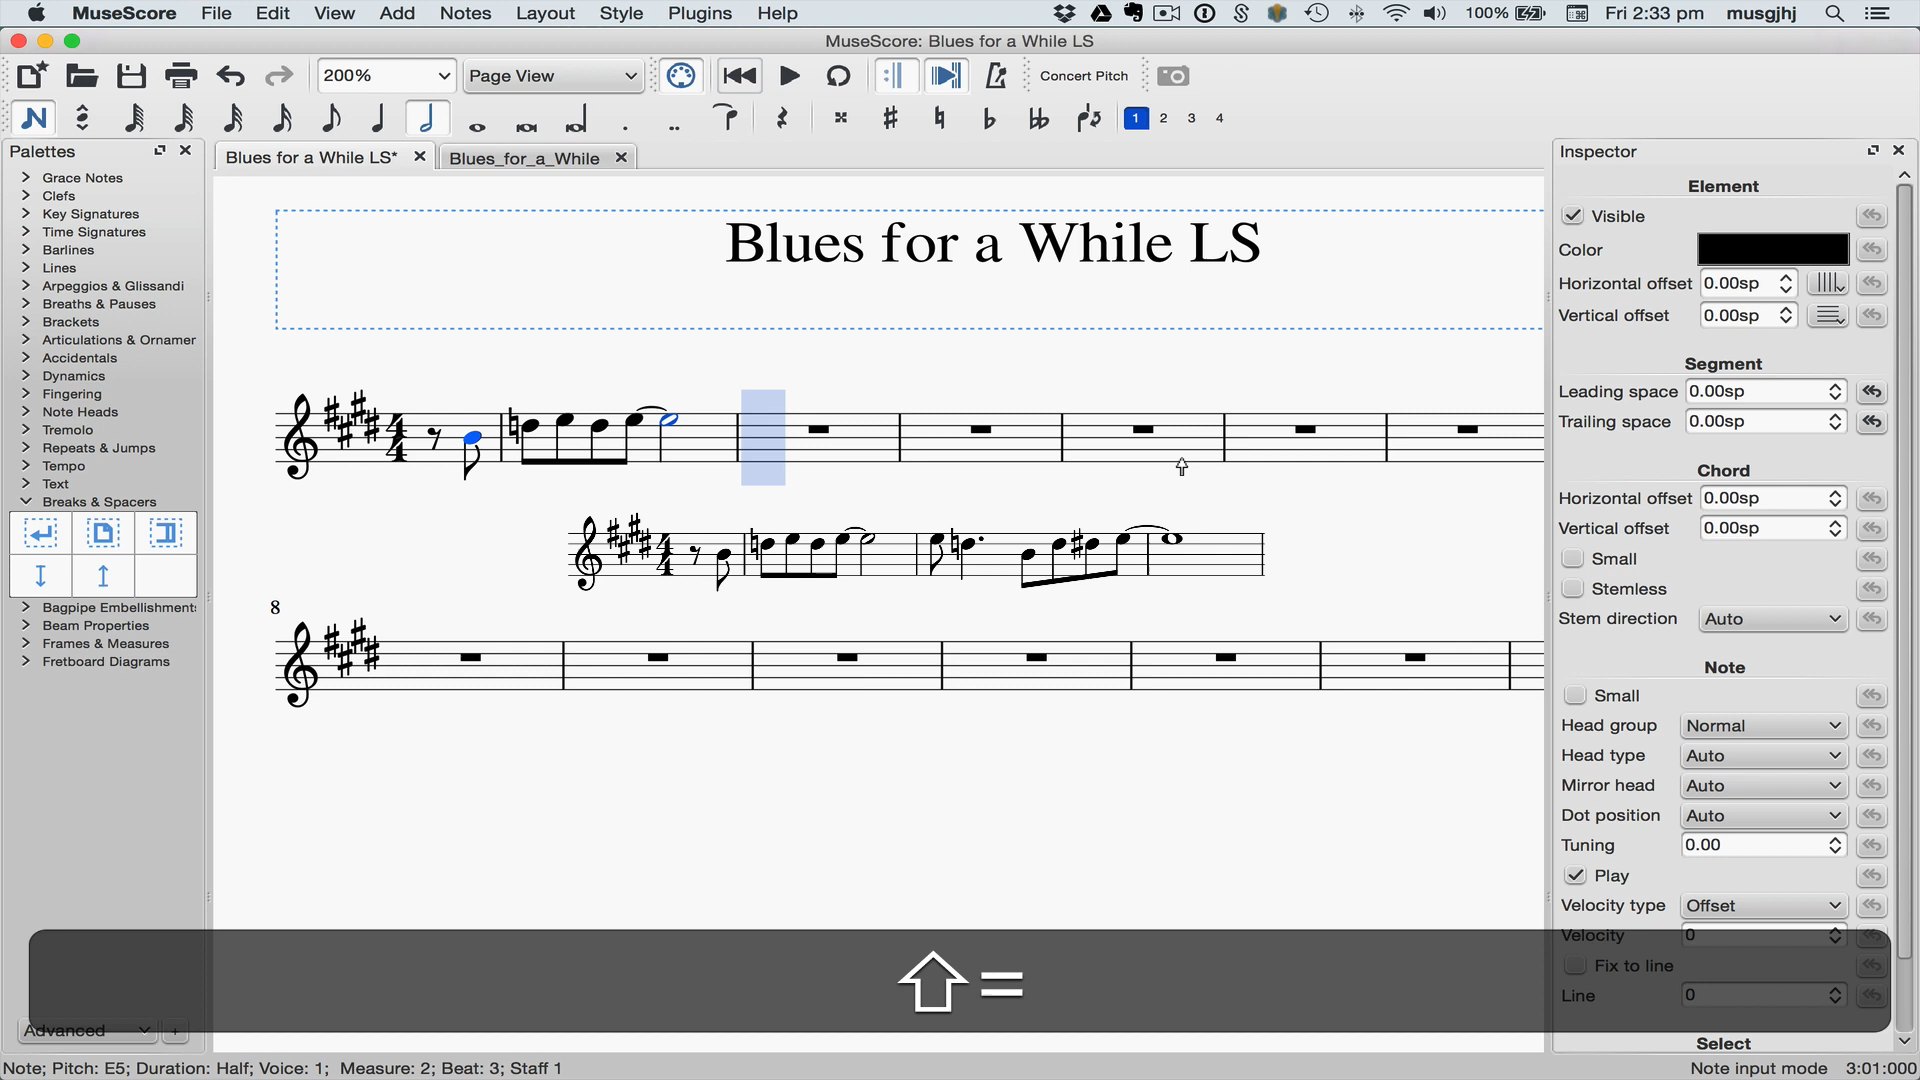 MuseScore File Edit View Add Notes Layout Style Plugins Help 100% Fri 2:33 pm musgjhj
MuseScore: Blues for a While LS
200% Page View Concert Pitch
1 2 3 4
Palettes
Grace Notes
Clefs
Key Signatures
Time Signatures
Barlines
Lines
Arpeggios & Glissandi
Breaths & Pauses
Brackets
Articulations & Ornamer
Accidentals
Dynamics
Fingering
Note Heads
Tremolo
Repeats & Jumps
Tempo
Text
Breaks & Spacers
Bagpipe Embellishments
Beam Properties
Frames & Measures
Fretboard Diagrams
Advanced +
Blues for a While LS* Blues_for_a_While
Blues for a While LS
4
4
4
4
8
⇧=
Inspector
Element
Visible
Color
Horizontal offset 0.00sp
Vertical offset 0.00sp
Segment
Leading space 0.00sp
Trailing space 0.00sp
Chord
Horizontal offset 0.00sp
Vertical offset 0.00sp
Small
Stemless
Stem direction Auto
Note
Small
Head group Normal
Head type Auto
Mirror head Auto
Dot position Auto
Tuning 0.00
Play
Velocity type Offset
Velocity 0
Fix to line
Line 0
Select
Note; Pitch: E5; Duration: Half; Voice: 1; Measure: 2; Beat: 3; Staff 1 Note input mode 3:01:000